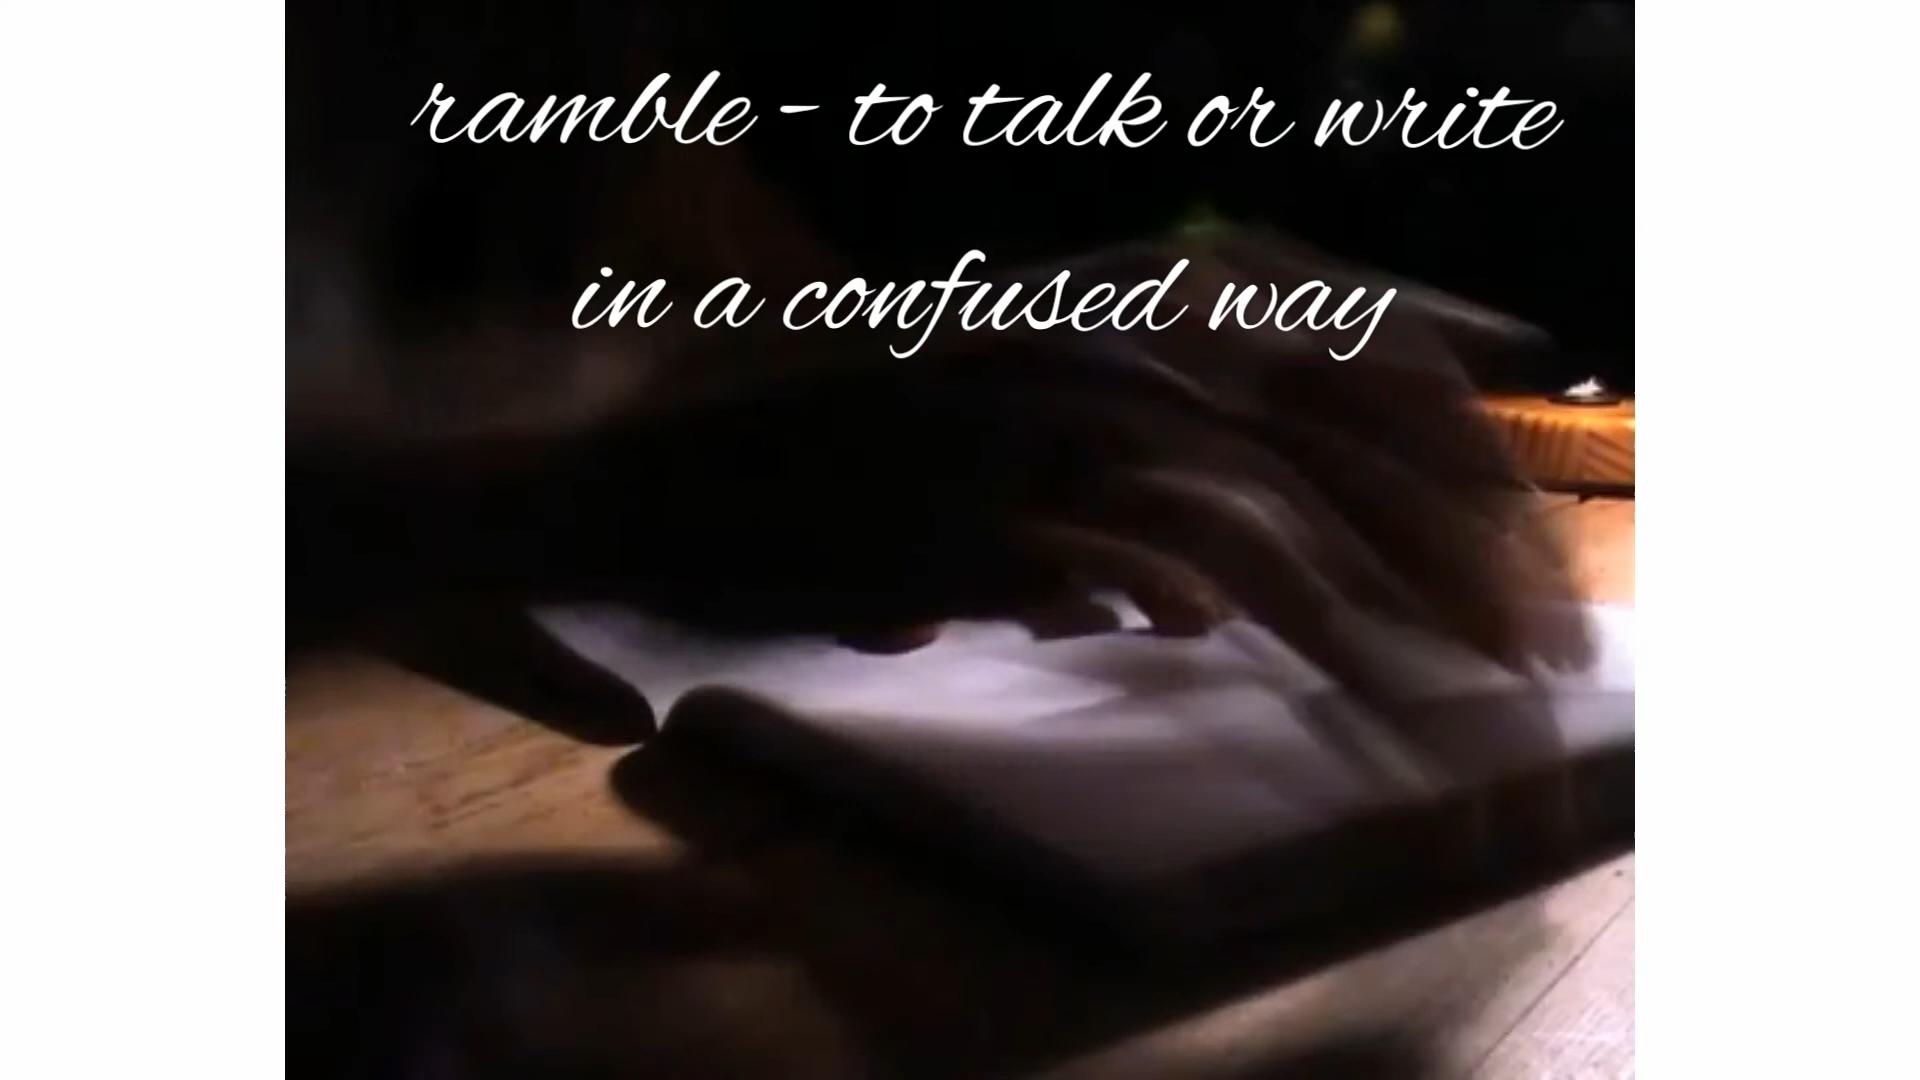 ramble - to talk or write
in a confused way